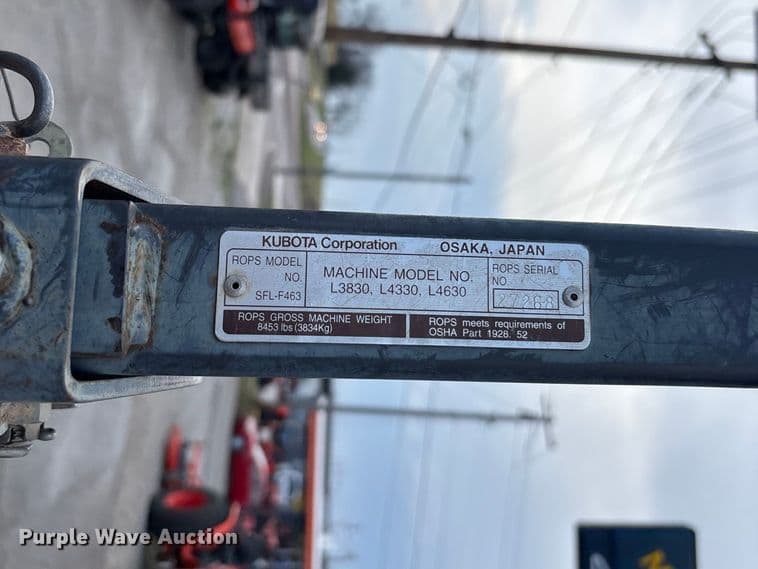 KUBOTA Corporation OSAKA, JAPAN
ROPS MODEL NO.
SFL-F463
MACHINE MODEL NO.
L3830, L4330, L4630
ROPS SERIAL NO.
27268
ROPS GROSS MACHINE WEIGHT
8453 lbs (3834Kg)
ROPS meets requirements of
OSHA Part 1928. 52
Purple Wave Auction